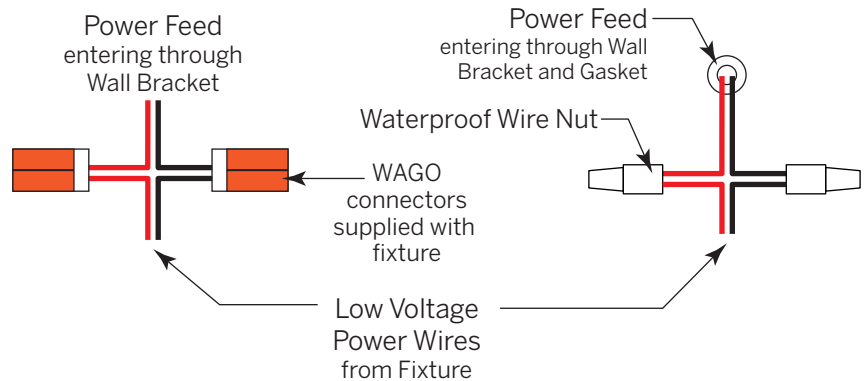 Power Feed
entering through
Wall Bracket
Power Feed
entering through Wall
Bracket and Gasket
Waterproof Wire Nut
WAGO
connectors
supplied with
fixture
Low Voltage
Power Wires
from Fixture